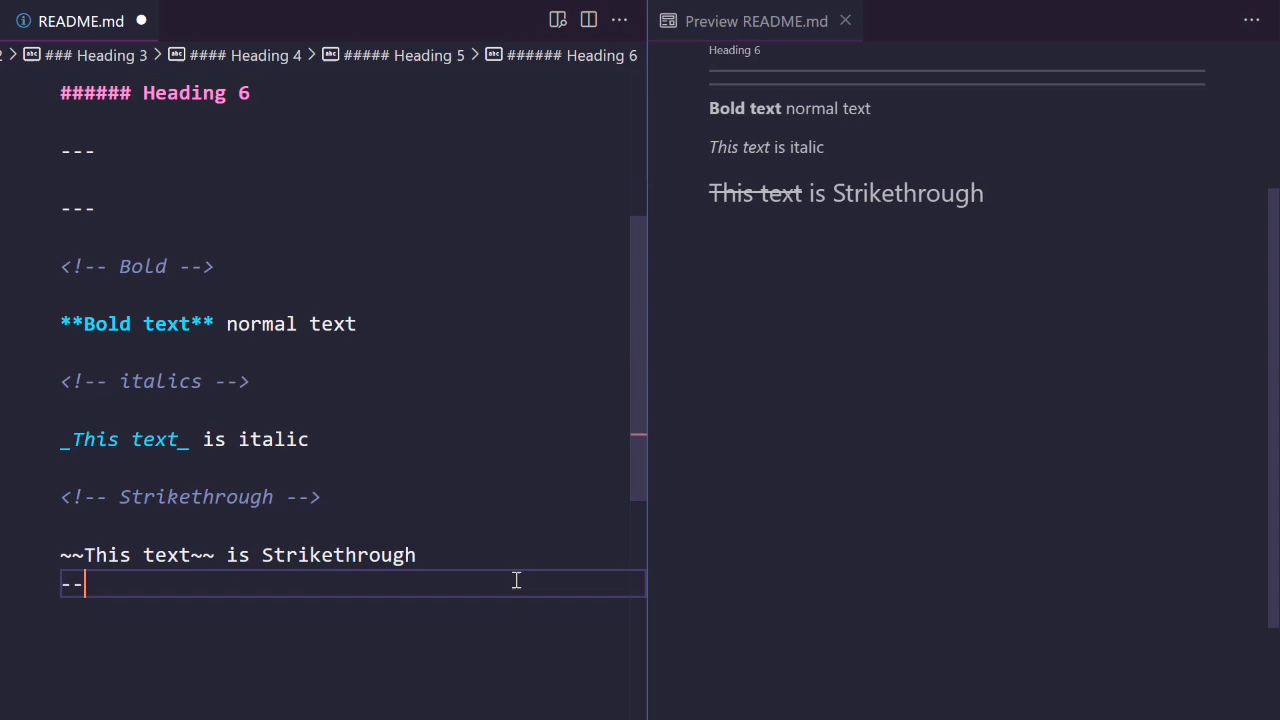 README.md
2 > ### Heading 3 > #### Heading 4 > ##### Heading 5 > ###### Heading 6
###### Heading 6
---
---
<!-- Bold -->
**Bold text** normal text
<!-- italics -->
_This text_ is italic
<!-- Strikethrough -->
~~This text~~ is Strikethrough
--
Preview README.md
Heading 6
Bold text normal text
This text is italic
This text is Strikethrough